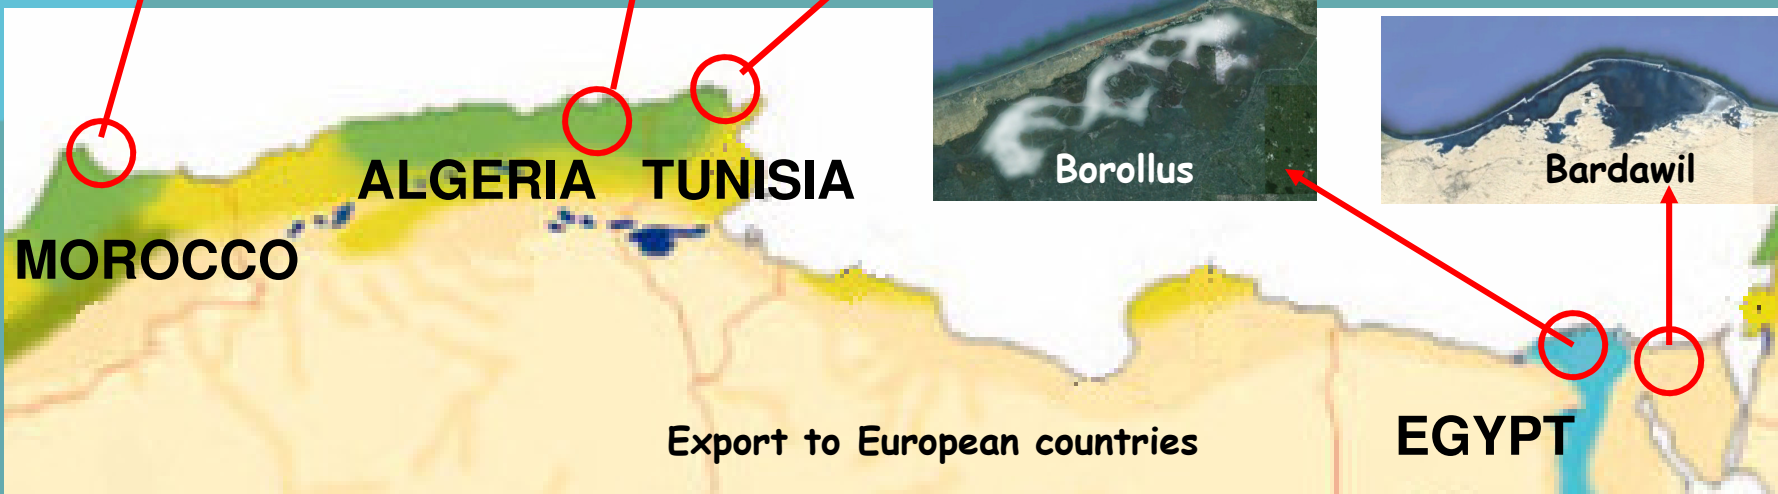 Borollus
Bardawil
ALGERIA
TUNISIA
MOROCCO
Export to European countries
EGYPT